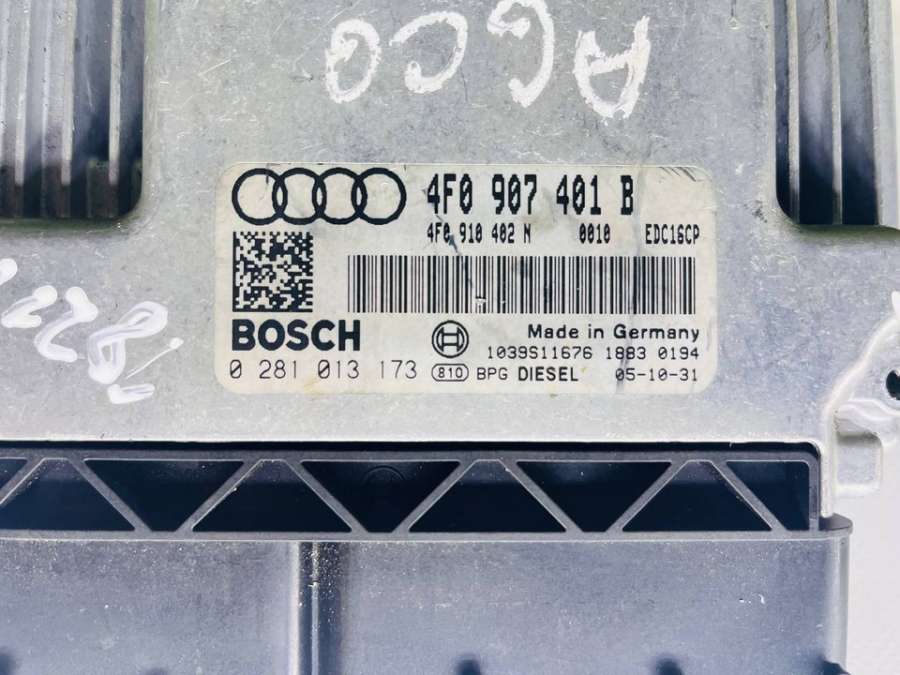 AGCO
4F0 907 401 B
4F0 910 402 N 0010 EDC16CP
BOSCH
Made in Germany
1039S11676 1883 0194
0 281 013 173 810 BPG DIESEL 05-10-31